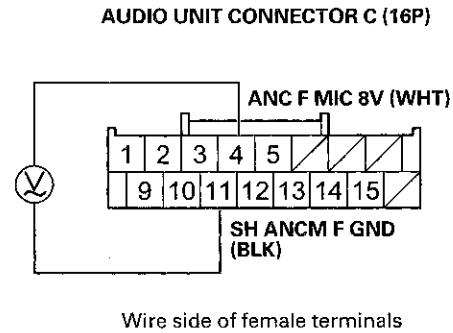 AUDIO UNIT CONNECTOR C (16P)
ANC F MIC 8V (WHT)
1 2 3 4 5
V
9 10 11 12 13 14 15
SH ANCM F GND
(BLK)
Wire side of female terminals